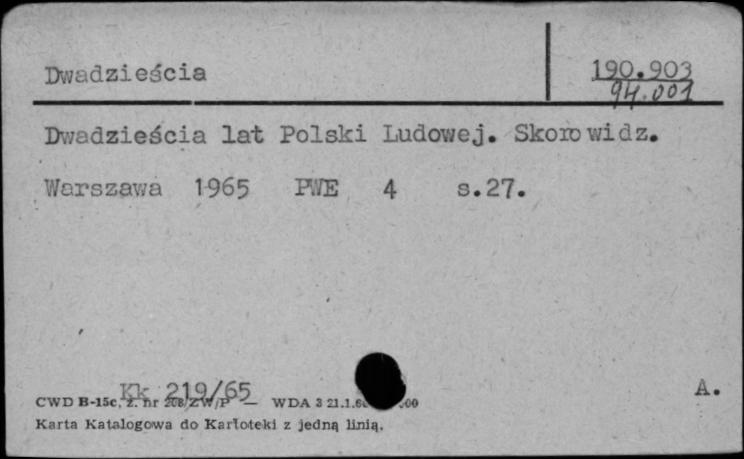 Dwadzieścia
190.903
94.001
Dwadzieścia lat Polski Ludowej. Skorowidz.
Warszawa 1965 PWE 4 s.27.
Kk 219/65
A.
CWD B-15c, z. nr 208/ZW/P — WDA 3 21.1.6 000
Karta Katalogowa do Kartoteki z jedną linią.